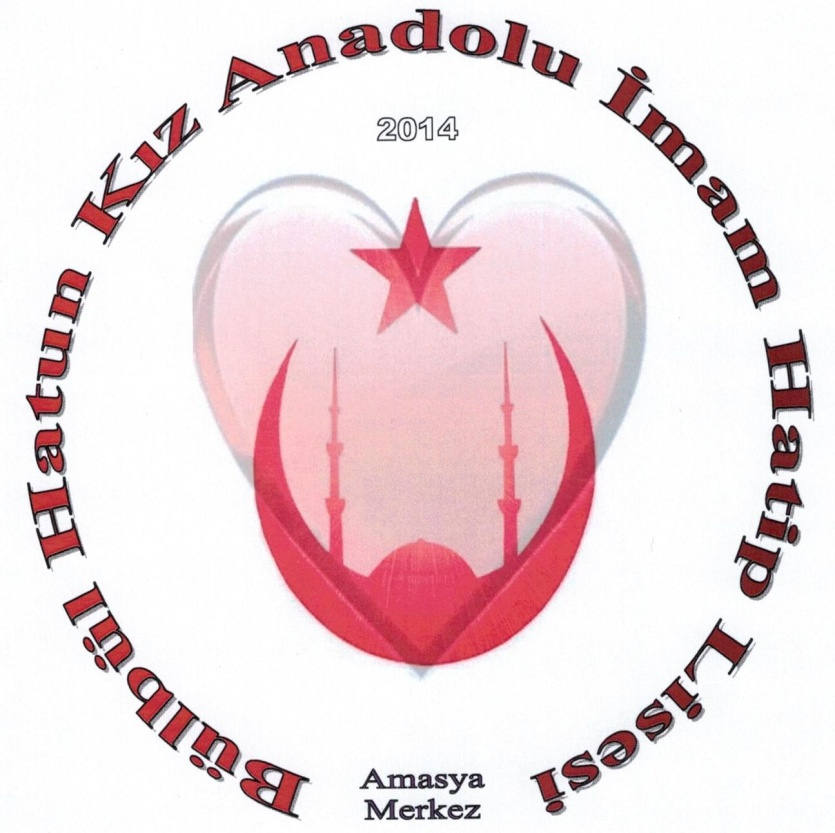 Bülbül Hatun Kız Anadolu İmam Hatip Lisesi
2014
Amasya
Merkez